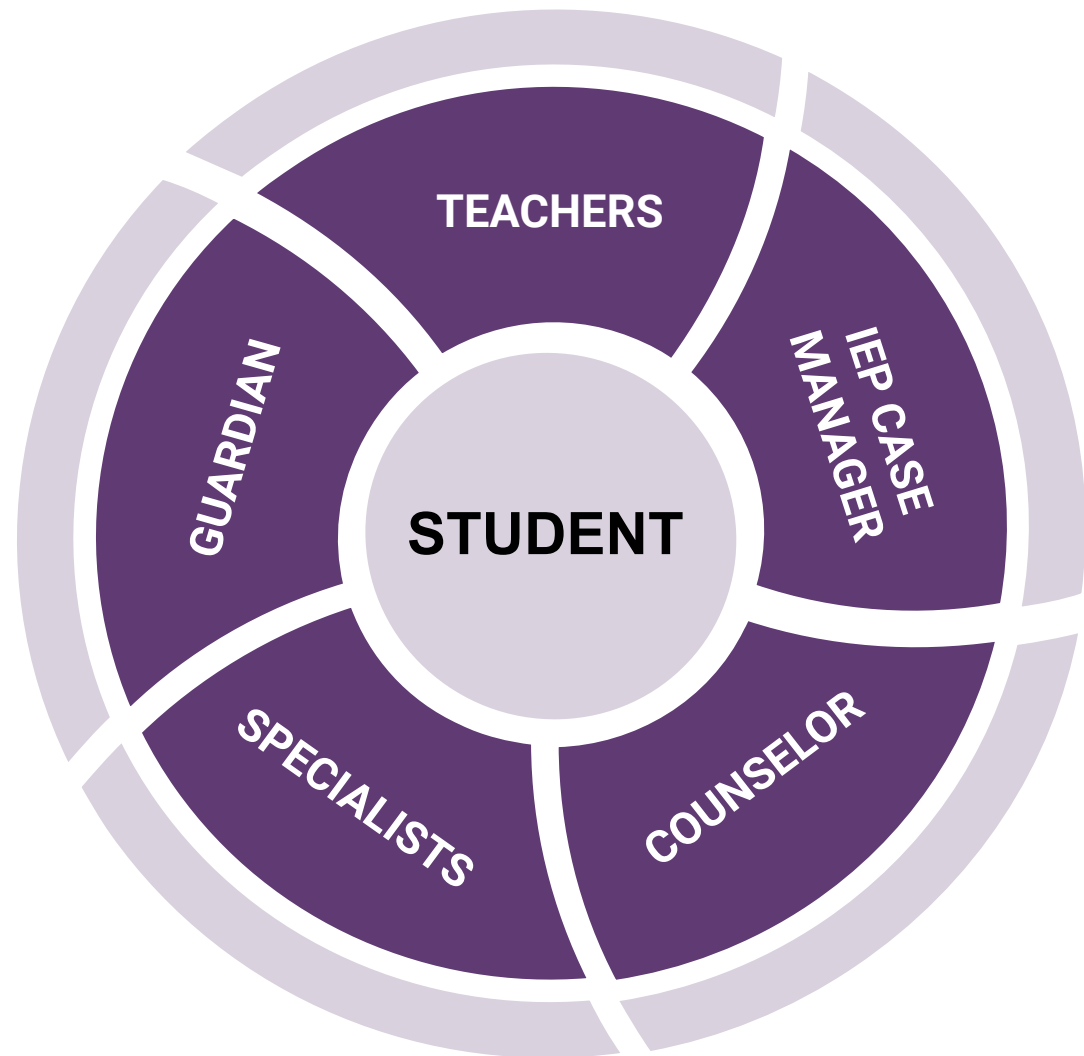 TEACHERS
IEP CASE
MANAGER
COUNSELOR
SPECIALISTS
GUARDIAN
STUDENT